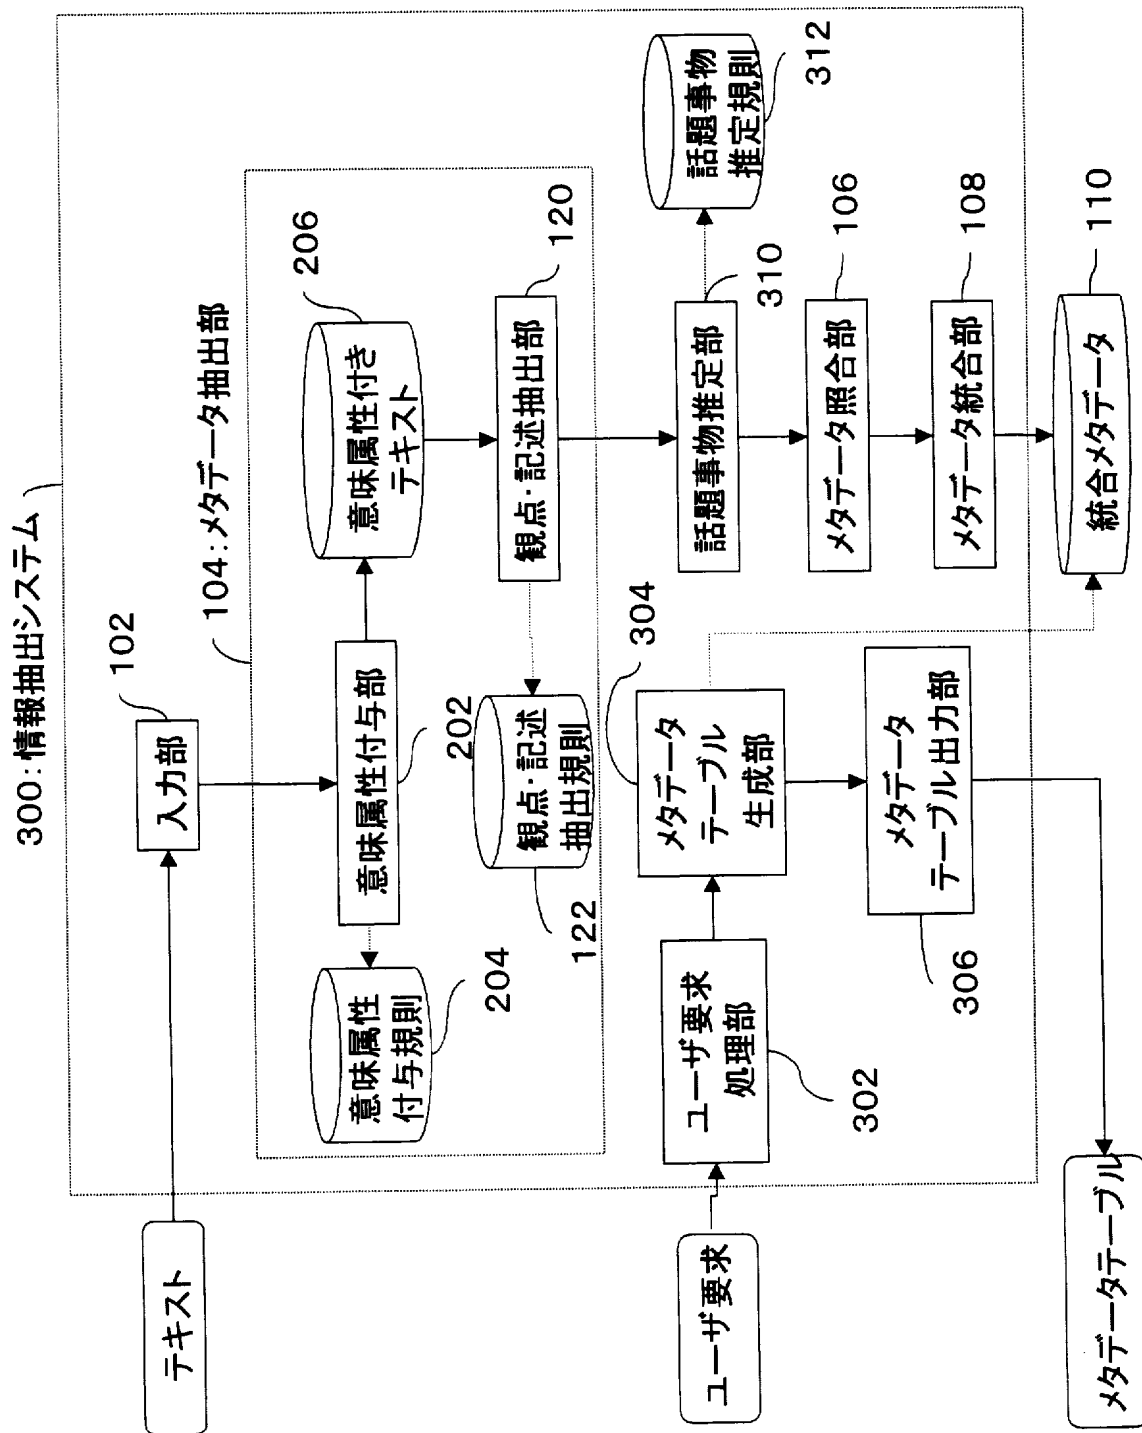 300:情報抽出システム
テキスト
102
入力部
104:メタデータ抽出部
意味属性
付与規則
204
意味属性付与部
202
意味属性付き
テキスト
206
観点・記述
抽出規則
122
観点・記述抽出部
120
ユーザ要求
ユーザ要求
処理部
302
メタデータ
テーブル
生成部
304
話題事物推定部
310
話題事物
推定規則
312
メタデータ照合部
106
メタデータ
テーブル出力部
306
メタデータ統合部
108
統合メタデータ
110
メタデータテーブル